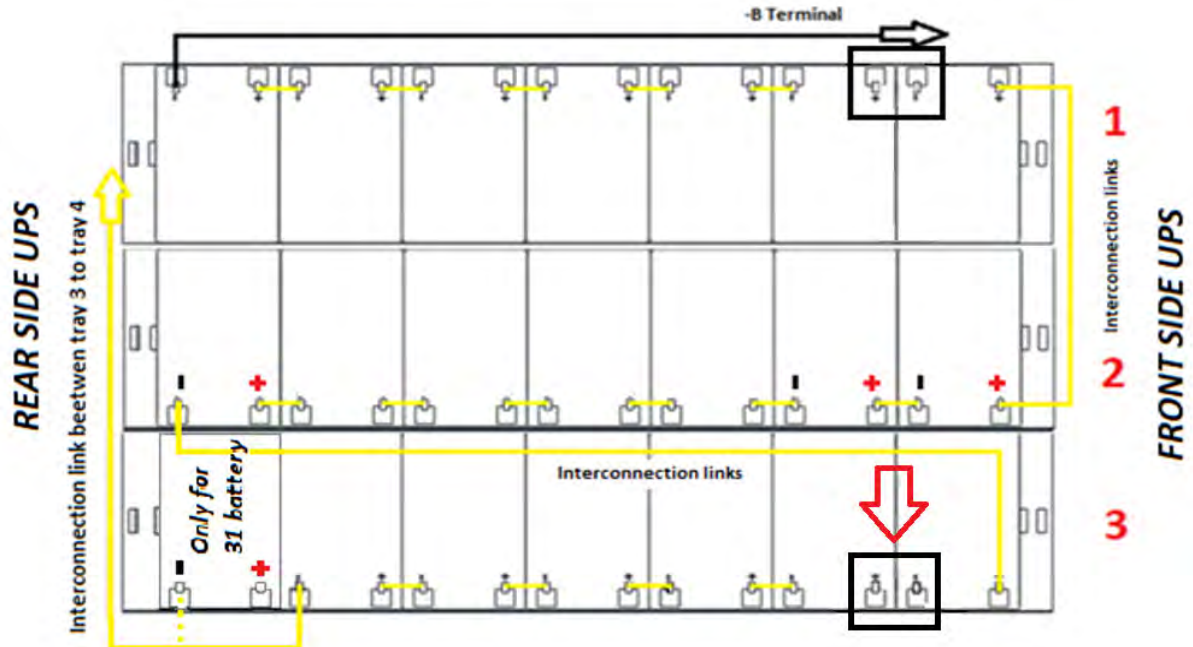 -B Terminal
1
Interconnection links
2
3
REAR SIDE UPS
Interconnection link beetwen tray 3 to tray 4
FRONT SIDE UPS
Interconnection links
Only for
31 battery